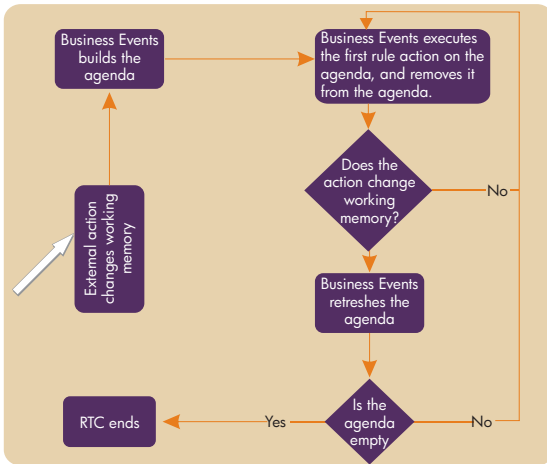 Business Events
builds the
agenda
Business Events executes
the first rule action on the
agenda, and removes it
from the agenda.
External action
changes working
memory
Does the
action change
working
memory?
No
Business Events
retreshes the
agenda
Is the
agenda
empty
No
Yes
RTC ends